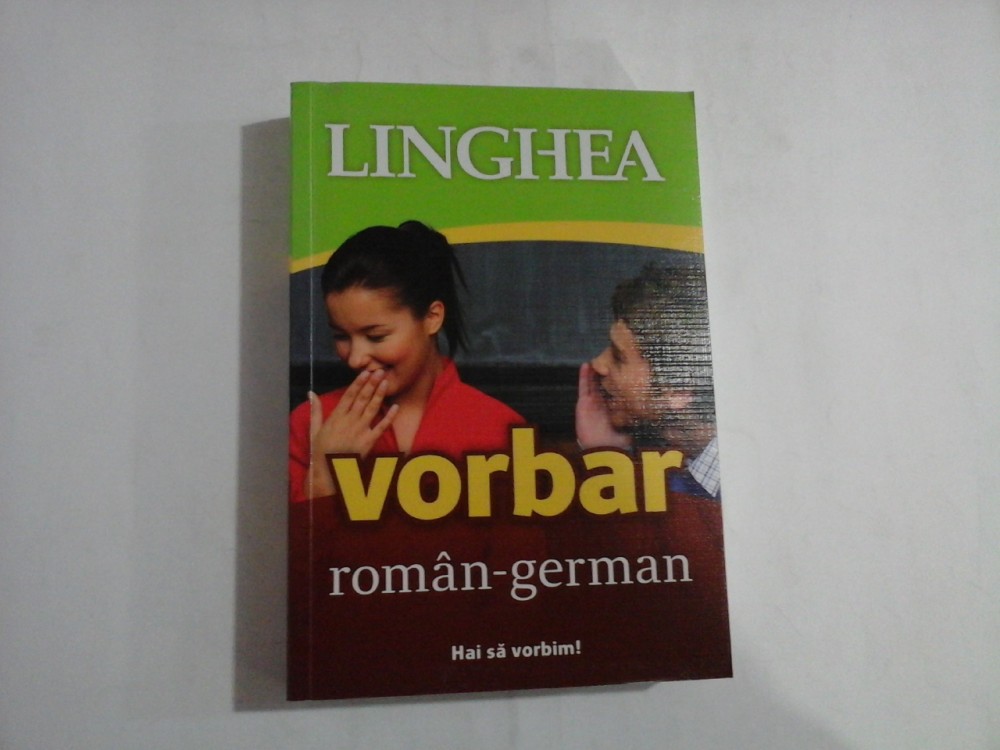 LINGHEA
vorbar
român-german
Hai să vorbim!